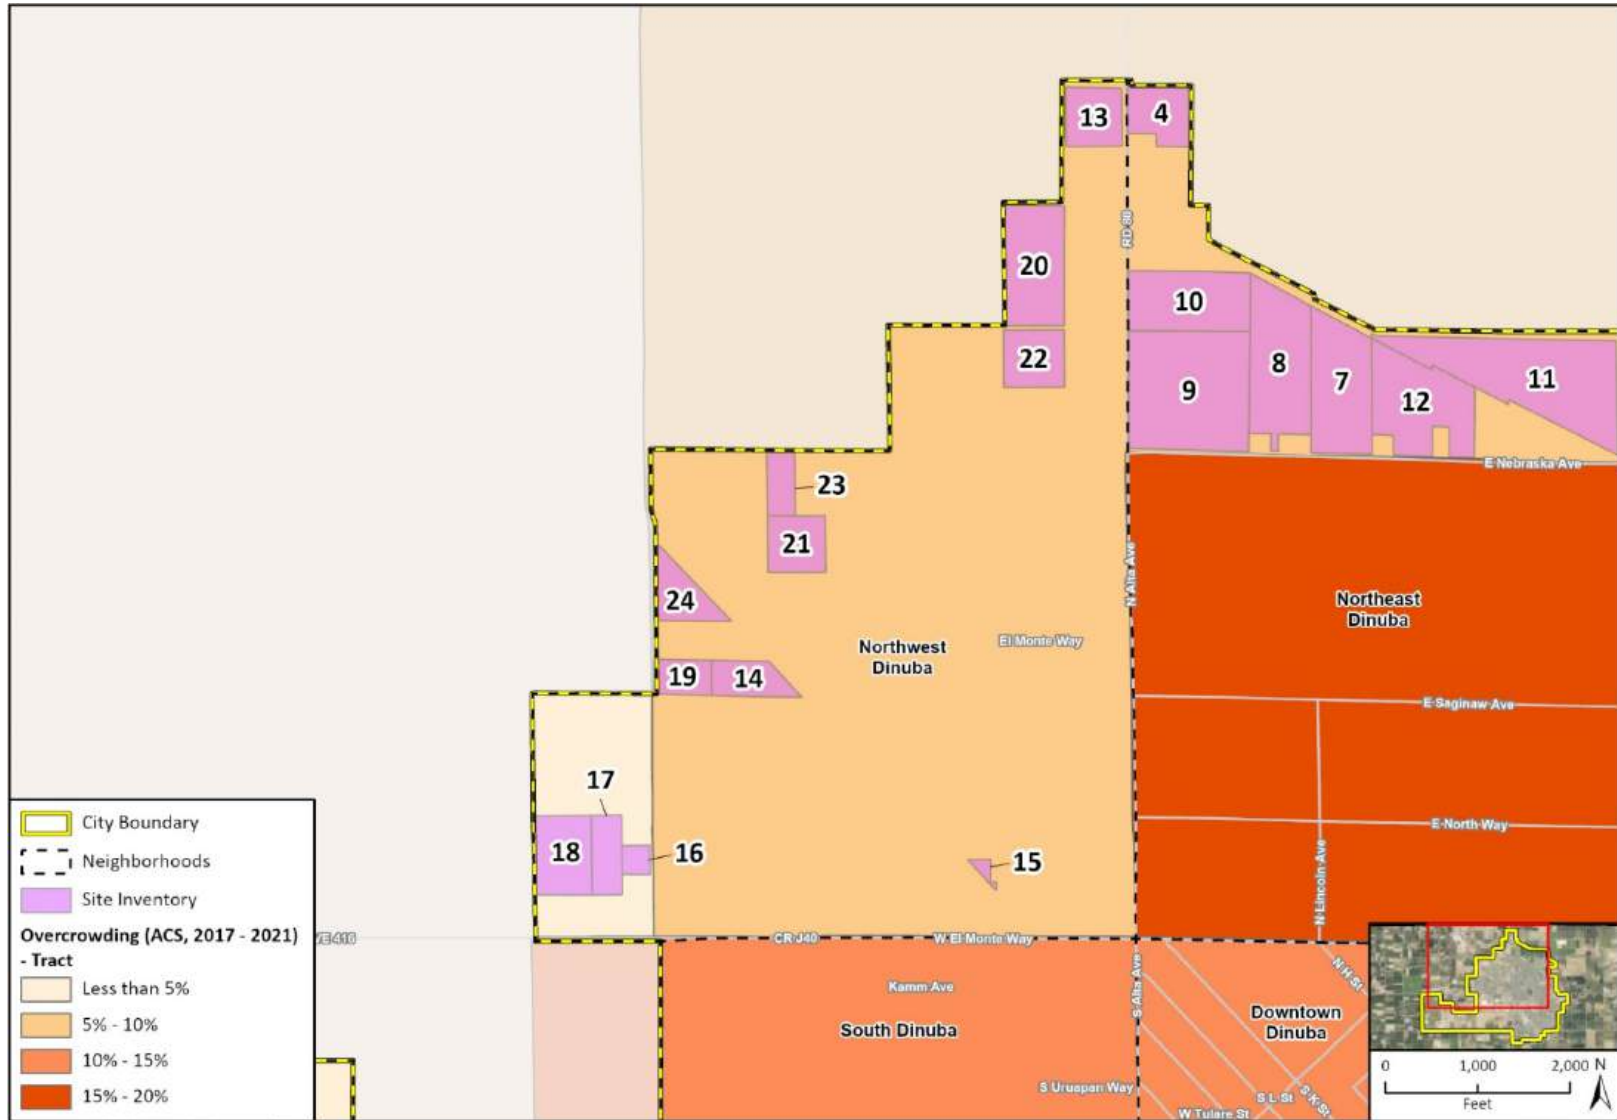 13
4
RD 80
20
10
22
8
7
11
9
12
E Nebraska Ave
23
21
N Alta Ave
24
Northeast
Dinuba
Northwest
Dinuba
El Monte Way
19
14
E Saginaw Ave
17
18
16
15
E North Way
N Lincoln Ave
CR J40
W El Monte Way
Kamm Ave
S Alta Ave
N H St
South Dinuba
Downtown
Dinuba
S Uruapan Way
S L St
S K St
W Tulare St
City Boundary
Neighborhoods
Site Inventory
Overcrowding (ACS, 2017 - 2021)
- Tract
Less than 5%
5% - 10%
10% - 15%
15% - 20%
0 1,000 2,000
Feet
N